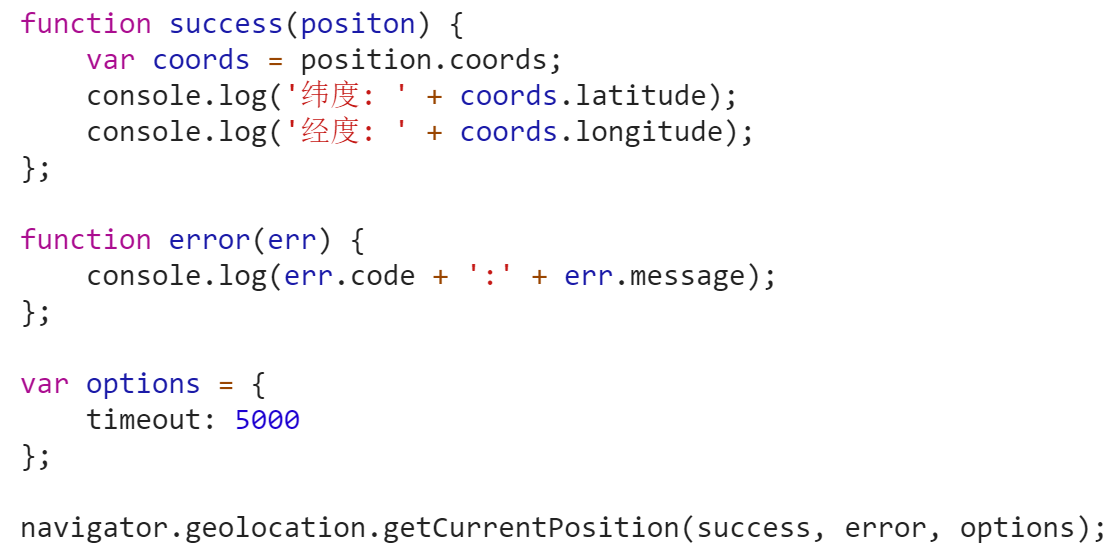 function success(positon) {
    var coords = position.coords;
    console.log('纬度: ' + coords.latitude);
    console.log('经度: ' + coords.longitude);
};

function error(err) {
    console.log(err.code + ':' + err.message);
};

var options = {
    timeout: 5000
};

navigator.geolocation.getCurrentPosition(success, error, options);